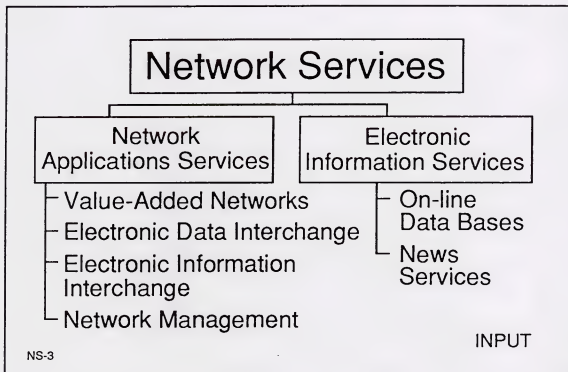 Network Services
Network
Applications Services
Value-Added Networks
Electronic Data Interchange
Electronic Information
Interchange
Network Management
Electronic
Information Services
On-line
Data Bases
News
Services
NS-3
INPUT